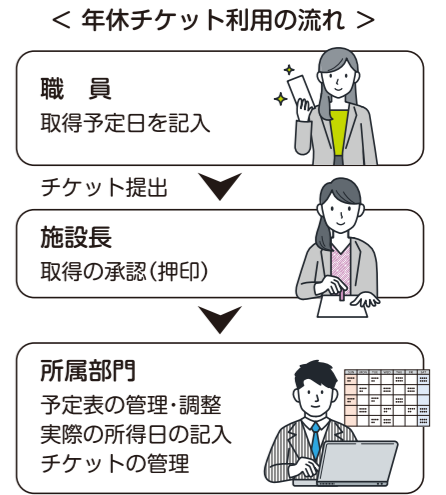 ＜ 年休チケット利用の流れ ＞
職　員
取得予定日を記入
チケット提出
施設長
取得の承認（押印）
所属部門
予定表の管理・調整
実際の所得日の記入
チケットの管理